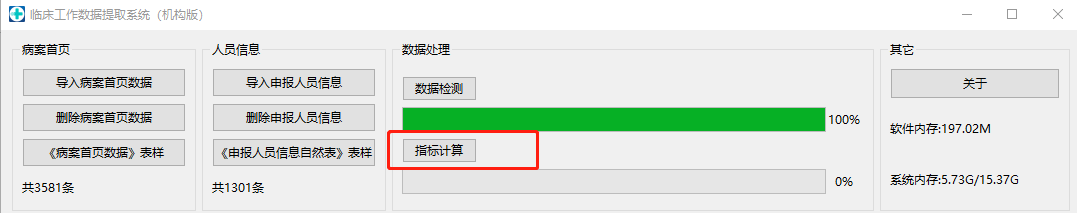 临床工作数据提取系统（机构版）
病案首页
导入病案首页数据
删除病案首页数据
《病案首页数据》表样
共3581条
人员信息
导入申报人员信息
删除申报人员信息
《申报人员信息自然表》表样
共1301条
数据处理
数据检测
100%
指标计算
0%
其它
关于
软件内存:197.02M
系统内存:5.73G/15.37G